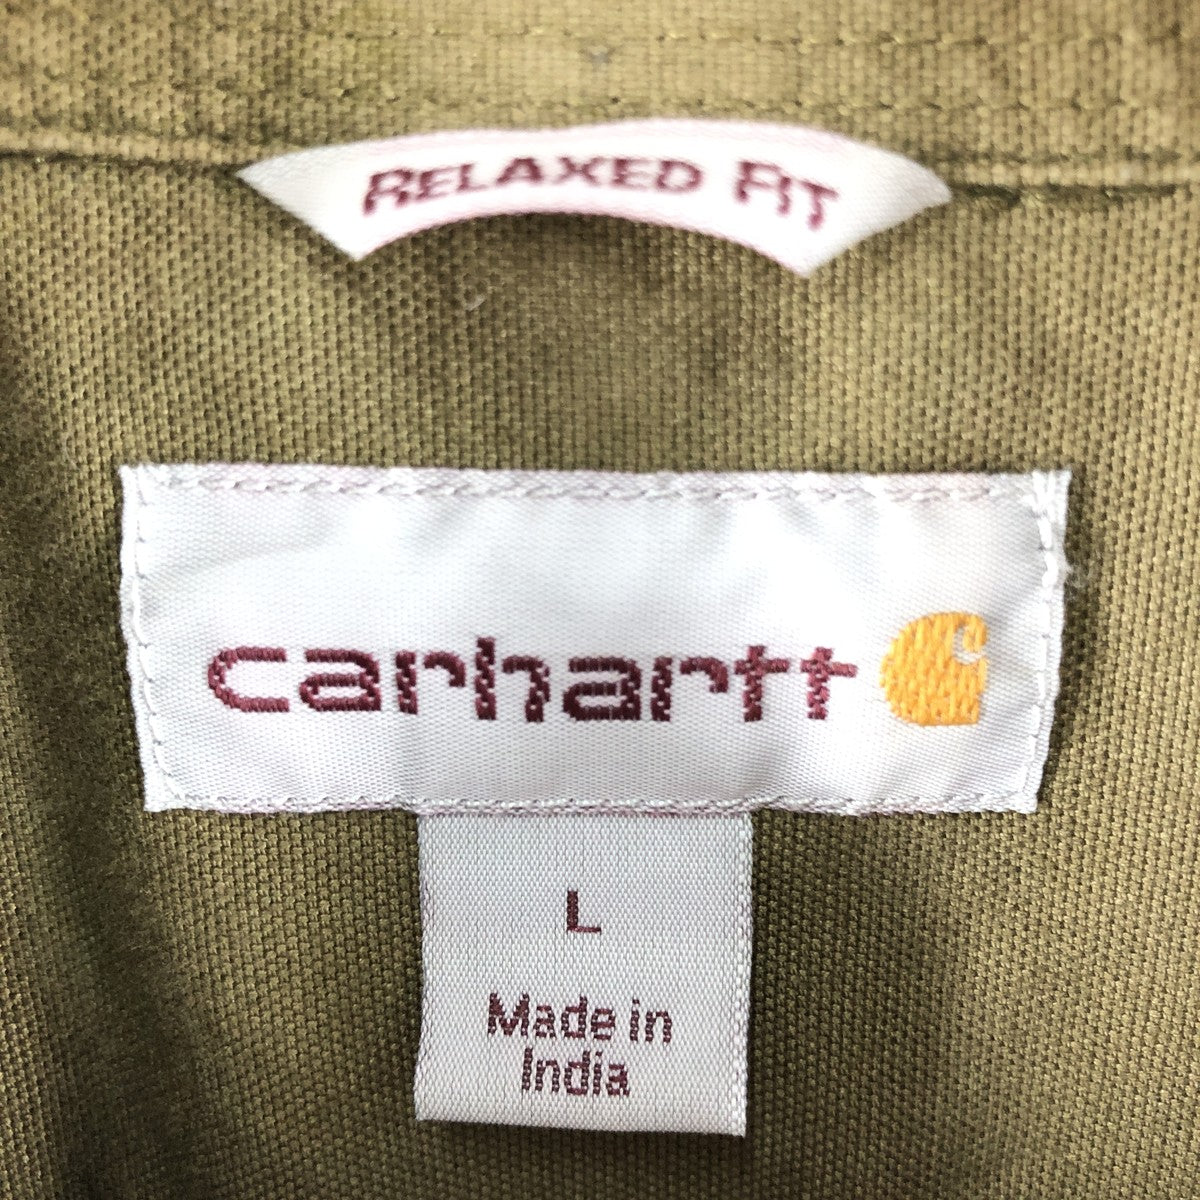 RELAXED FIT
carhartt
L
Made in
India